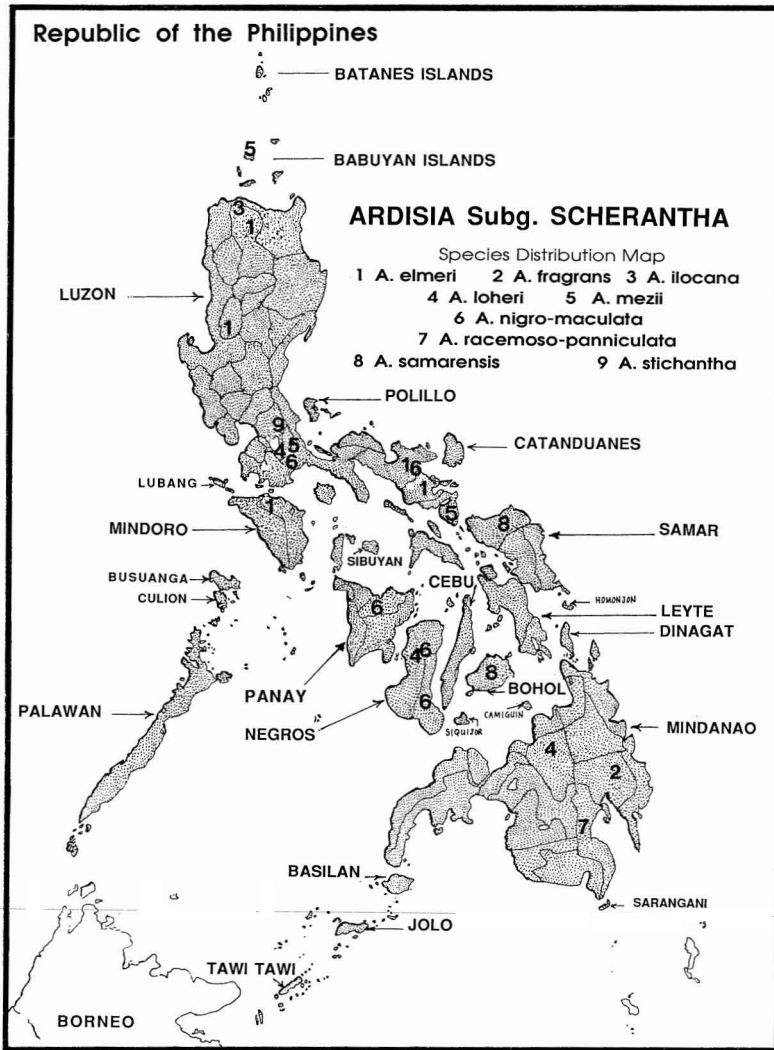 Republic of the Philippines
BATANES ISLANDS
5
BABUYAN ISLANDS
3
1
ARDISIA Subg. SCHERANTHA
Species Distribution Map
1 A. elmeri 2 A. fragrans 3 A. ilocana
4 A. loheri 5 A. mezii
6 A. nigro-maculata
7 A. racemoso-panniculata
8 A. samarensis 9 A. stichantha
LUZON
1
POLILLO
9
5
4
6
CATANDUANES
16
1
5
LUBANG
1
MINDORO
8
SAMAR
SIBUYAN
BUSUANGA
CULION
CEBU
HOMONJON
LEYTE
DINAGAT
6
46
8
BOHOL
PANAY
6
NEGROS
SIQUIJOR
CAMIGUIN
PALAWAN
MINDANAO
4
2
7
BASILAN
SARANGANI
JOLO
TAWI TAWI
BORNEO